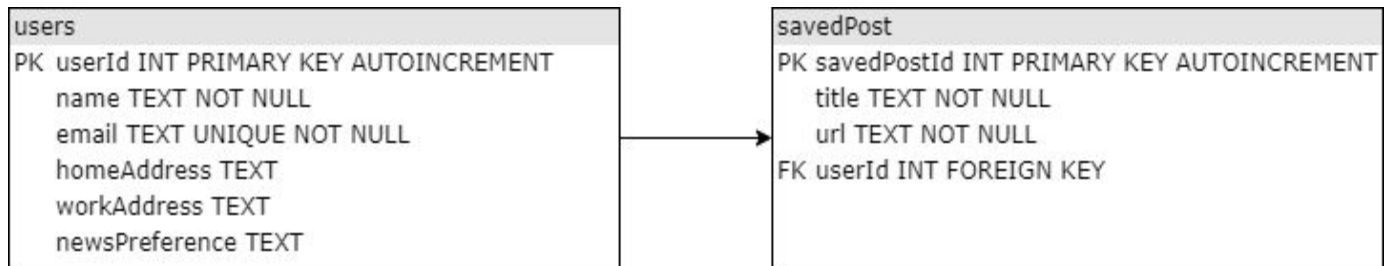 users
PK userId INT PRIMARY KEY AUTOINCREMENT
name TEXT NOT NULL
email TEXT UNIQUE NOT NULL
homeAddress TEXT
workAddress TEXT
newsPreference TEXT
savedPost
PK savedPostId INT PRIMARY KEY AUTOINCREMENT
title TEXT NOT NULL
url TEXT NOT NULL
FK userId INT FOREIGN KEY